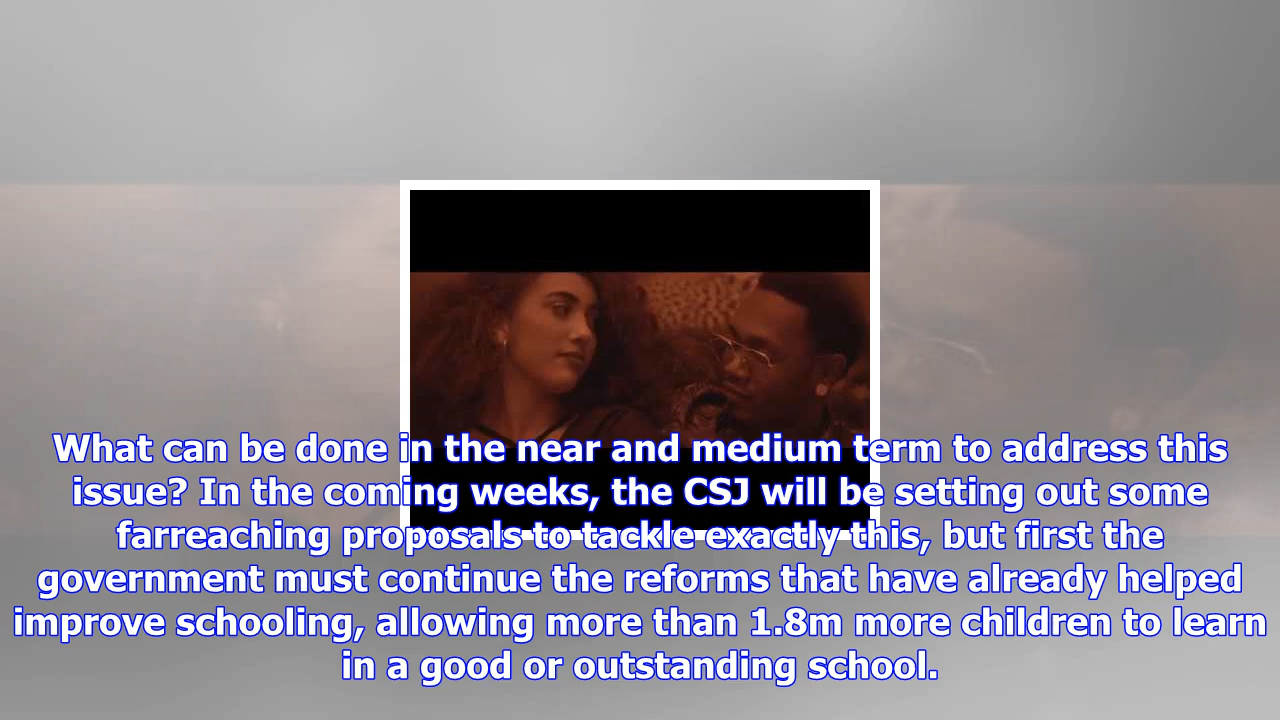 What can be done in the near and medium term to address this
issue? In the coming weeks, the CSJ will be setting out some
farreaching proposals to tackle exactly this, but first the
government must continue the reforms that have already helped
improve schooling, allowing more than 1.8m more children to learn
in a good or outstanding school.